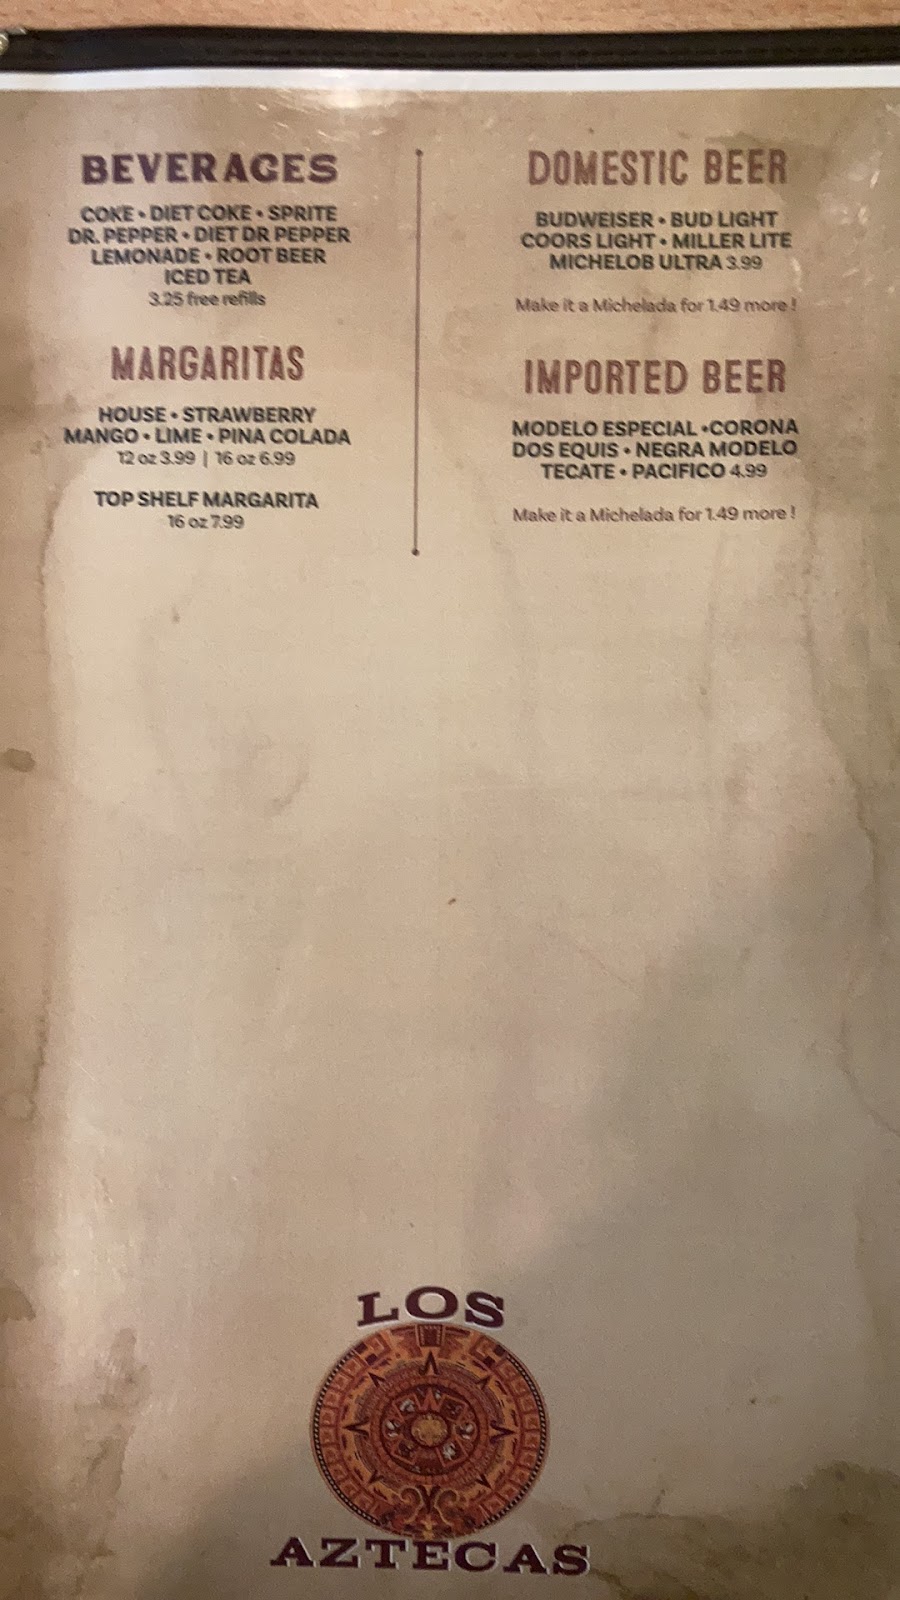 BEVERAGES
COKE • DIET COKE • SPRITE
DR. PEPPER • DIET DR PEPPER
LEMONADE • ROOT BEER
ICED TEA
3.25 free refills
MARGARITAS
HOUSE • STRAWBERRY
MANGO • LIME • PINA COLADA
12 oz 3.99 | 16 oz 6.99
TOP SHELF MARGARITA
16 oz 7.99
DOMESTIC BEER
BUDWEISER • BUD LIGHT
COORS LIGHT • MILLER LITE
MICHELOB ULTRA 3.99
Make it a Michelada for 1.49 more !
IMPORTED BEER
MODELO ESPECIAL •CORONA
DOS EQUIS • NEGRA MODELO
TECATE • PACIFICO 4.99
Make it a Michelada for 1.49 more !
LOS
AZTECAS